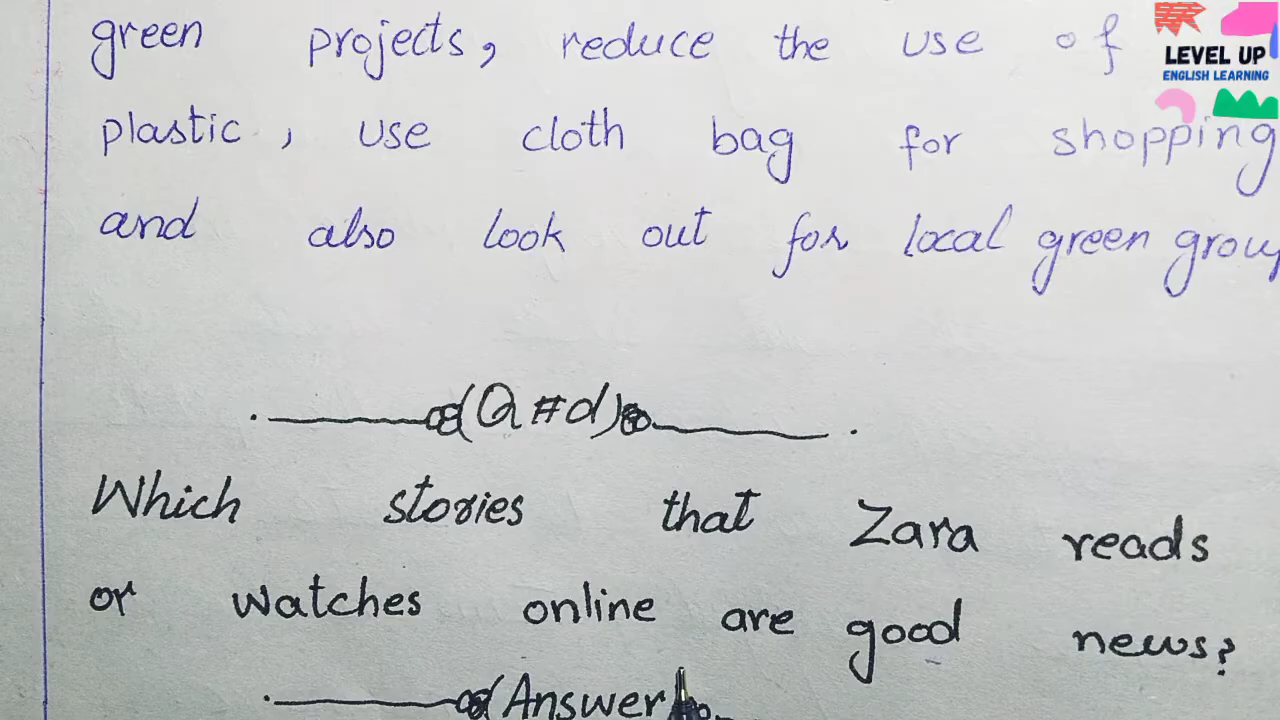 green projects, reduce the use of
LEVEL UP
ENGLISH LEARNING
plastic, use cloth bag for shopping
and also look out for local green group
(Q#d)
Which stories that Zara reads
or watches online are good news?
(Answer)